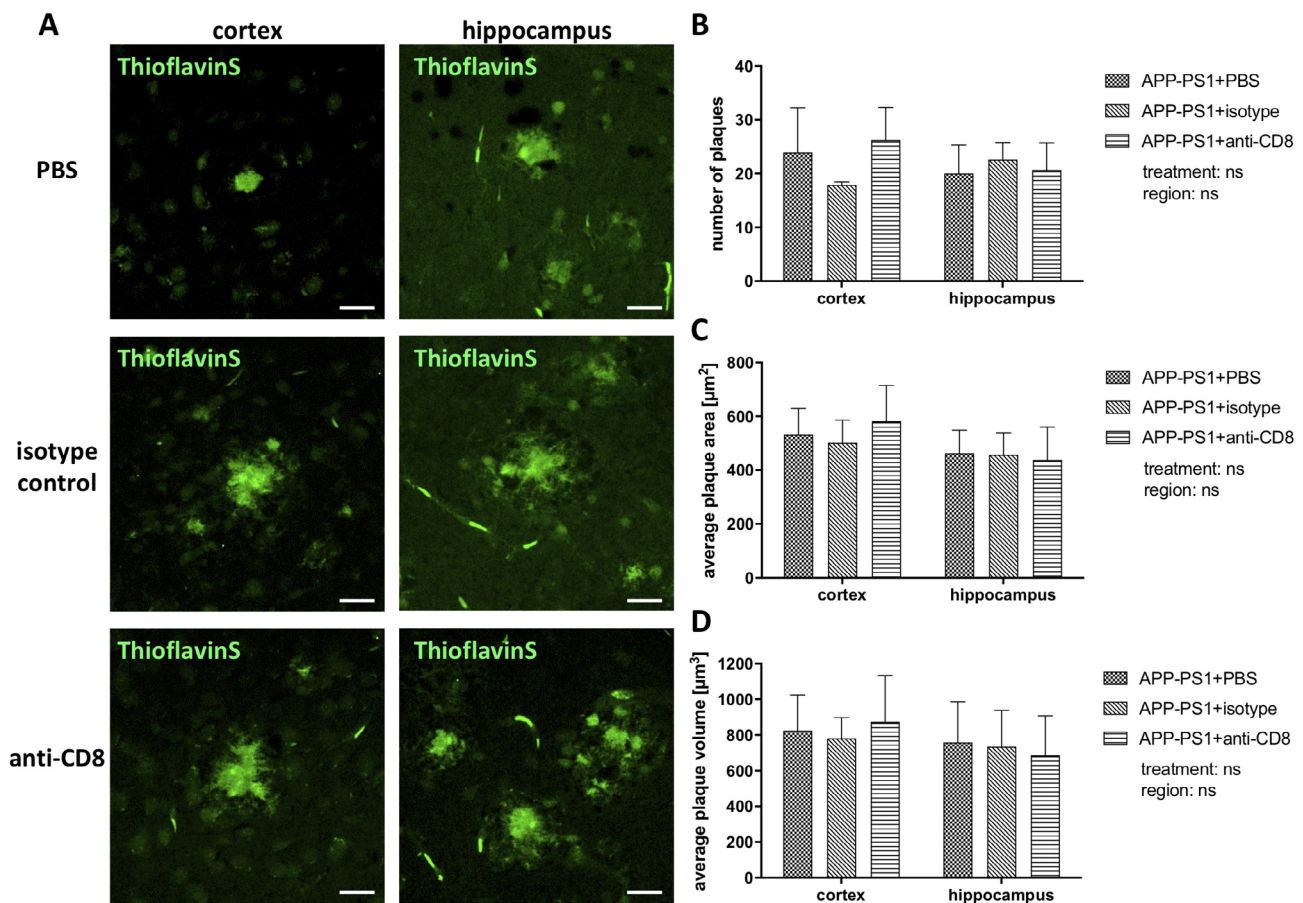 A
cortex
hippocampus
PBS
ThioflavinS
ThioflavinS
isotype
control
ThioflavinS
ThioflavinS
anti-CD8
ThioflavinS
ThioflavinS
B
number of plaques
40
30
20
10
0
cortex
hippocampus
APP-PS1+PBS
APP-PS1+isotype
APP-PS1+anti-CD8
treatment: ns
region: ns
C
average plaque area [µm²]
800
600
400
200
0
cortex
hippocampus
APP-PS1+PBS
APP-PS1+isotype
APP-PS1+anti-CD8
treatment: ns
region: ns
D
average plaque volume [µm³]
1200
1000
800
600
400
200
0
cortex
hippocampus
APP-PS1+PBS
APP-PS1+isotype
APP-PS1+anti-CD8
treatment: ns
region: ns